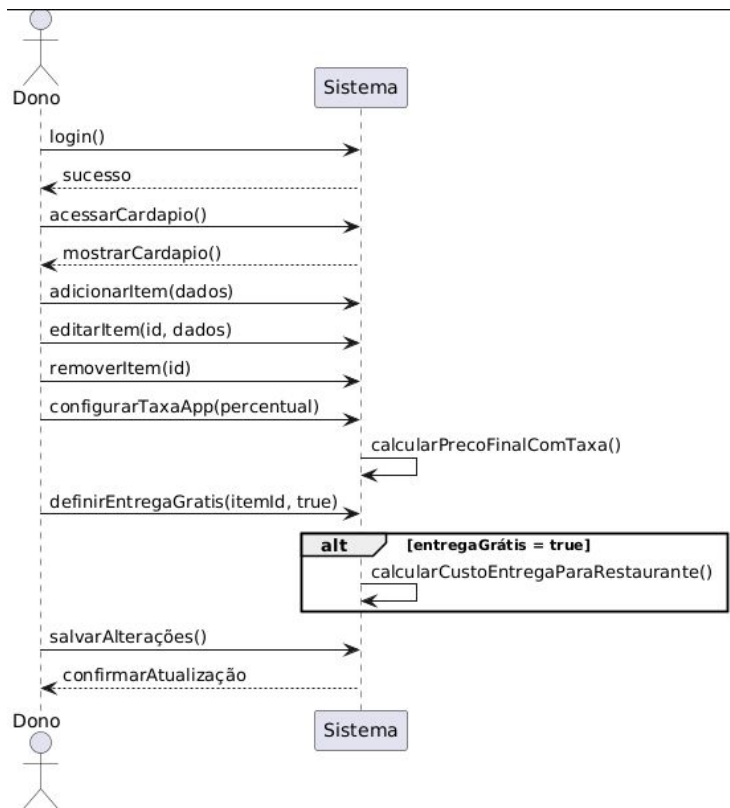 Dono
Sistema
login()
sucesso
acessarCardapio()
mostrarCardapio()
adicionarItem(dados)
editarItem(id, dados)
removerItem(id)
configurarTaxaApp(percentual)
calcularPrecoFinalComTaxa()
definirEntregaGratis(itemId, true)
alt [entregaGrátis = true]
calcularCustoEntregaParaRestaurante()
salvarAlterações()
confirmarAtualização
Dono
Sistema